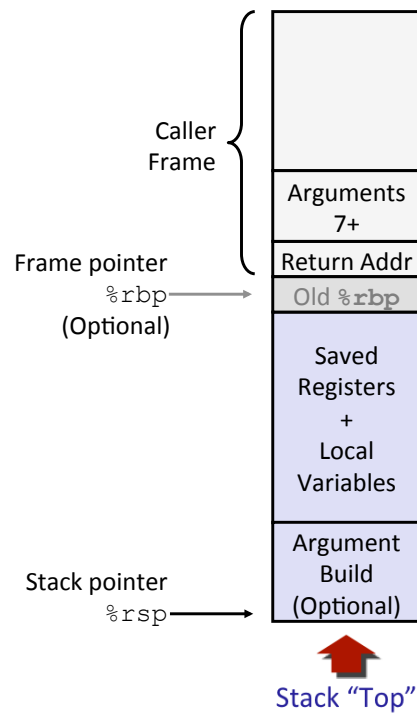 Caller
Frame
Arguments
7+
Return Addr
Frame pointer
%rbp
(Optional)
Old %rbp
Saved
Registers
+
Local
Variables
Argument
Build
(Optional)
Stack pointer
%rsp
Stack “Top”